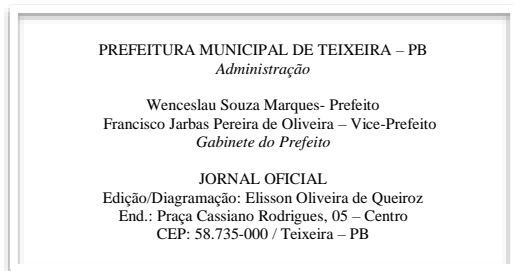 PREFEITURA MUNICIPAL DE TEIXEIRA – PB
Administração
Wenceslau Souza Marques- Prefeito
Francisco Jarbas Pereira de Oliveira – Vice-Prefeito
Gabinete do Prefeito
JORNAL OFICIAL
Edição/Diagramação: Elisson Oliveira de Queiroz
End.: Praça Cassiano Rodrigues, 05 – Centro
CEP: 58.735-000 / Teixeira – PB